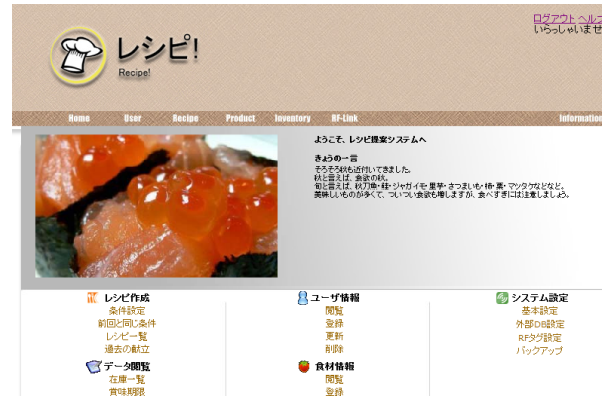 ログアウト ヘルプ
いらっしゃいませ
レシピ!
Recipe!
Home User Recipe Product Inventory RF-Link Information
ようこそ、レシピ提案システムへ
きょうの一言
そろそろ秋も近付いてきました。
秋と言えば、食欲の秋。
旬と言えば、秋刀魚・鮭・ジャガイモ・里芋・さつまいも・柿・栗・マツタケなどなど。
美味しいものが多くて、ついつい食欲も増しますが、食べすぎには注意しましょう。
レシピ作成
条件設定
前回と同じ条件
レシピ一覧
過去の献立
データ閲覧
在庫一覧
賞味期限
ユーザ情報
閲覧
登録
更新
削除
食材情報
閲覧
登録
システム設定
基本設定
外部DB設定
RFタグ設定
バックアップ